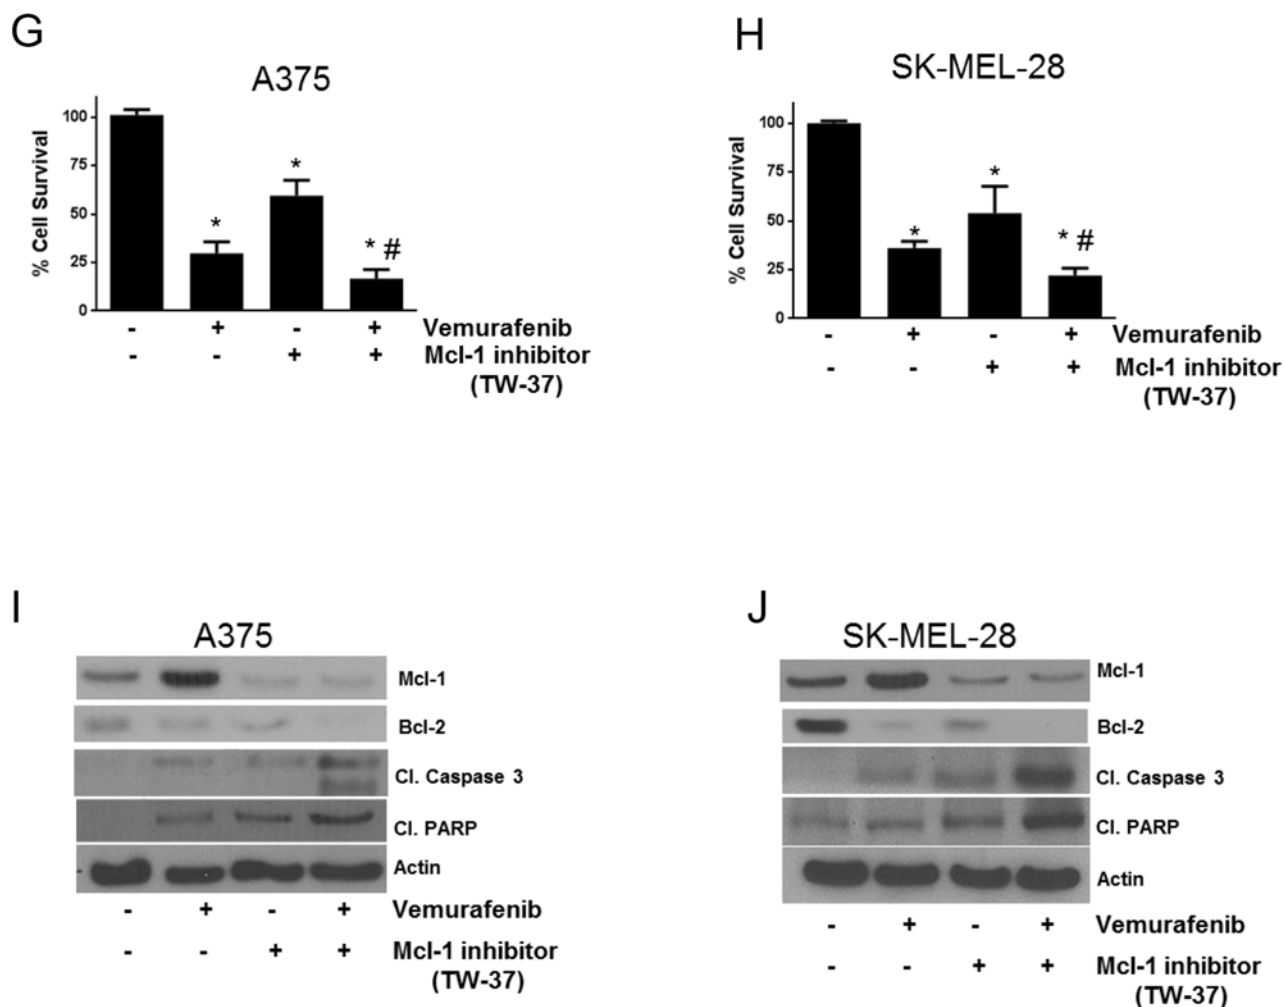 G
A375
% Cell Survival
100
75
50
25
0
*
*
* #
- + - + Vemurafenib
- - + + Mcl-1 inhibitor
(TW-37)
H
SK-MEL-28
% Cell Survival
100
75
50
25
0
*
*
* #
- + - + Vemurafenib
- - + + Mcl-1 inhibitor
(TW-37)
I
A375
Mcl-1
Bcl-2
Cl. Caspase 3
Cl. PARP
Actin
- + - + Vemurafenib
- - + + Mcl-1 inhibitor
(TW-37)
J
SK-MEL-28
Mcl-1
Bcl-2
Cl. Caspase 3
Cl. PARP
Actin
- + - + Vemurafenib
- - + + Mcl-1 inhibitor
(TW-37)